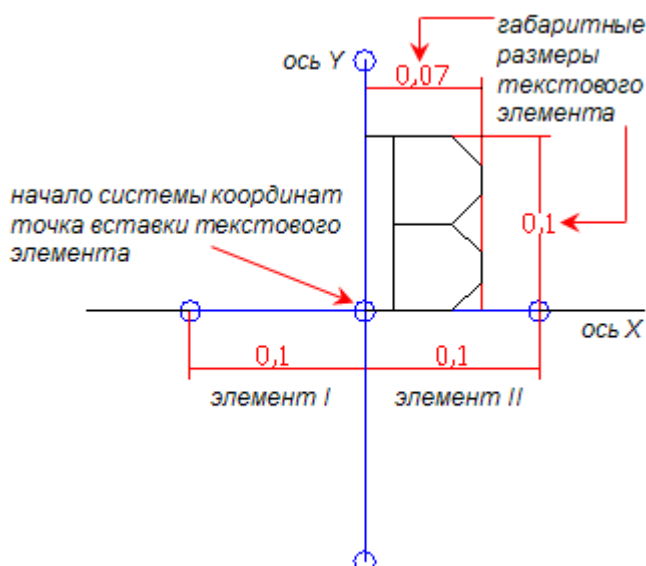 габаритные
размеры
текстового
элемента
ось Y
0,07
начало системы координат
точка вставки текстового
элемента
0,1
ось X
0,1
0,1
элемент I
элемент II